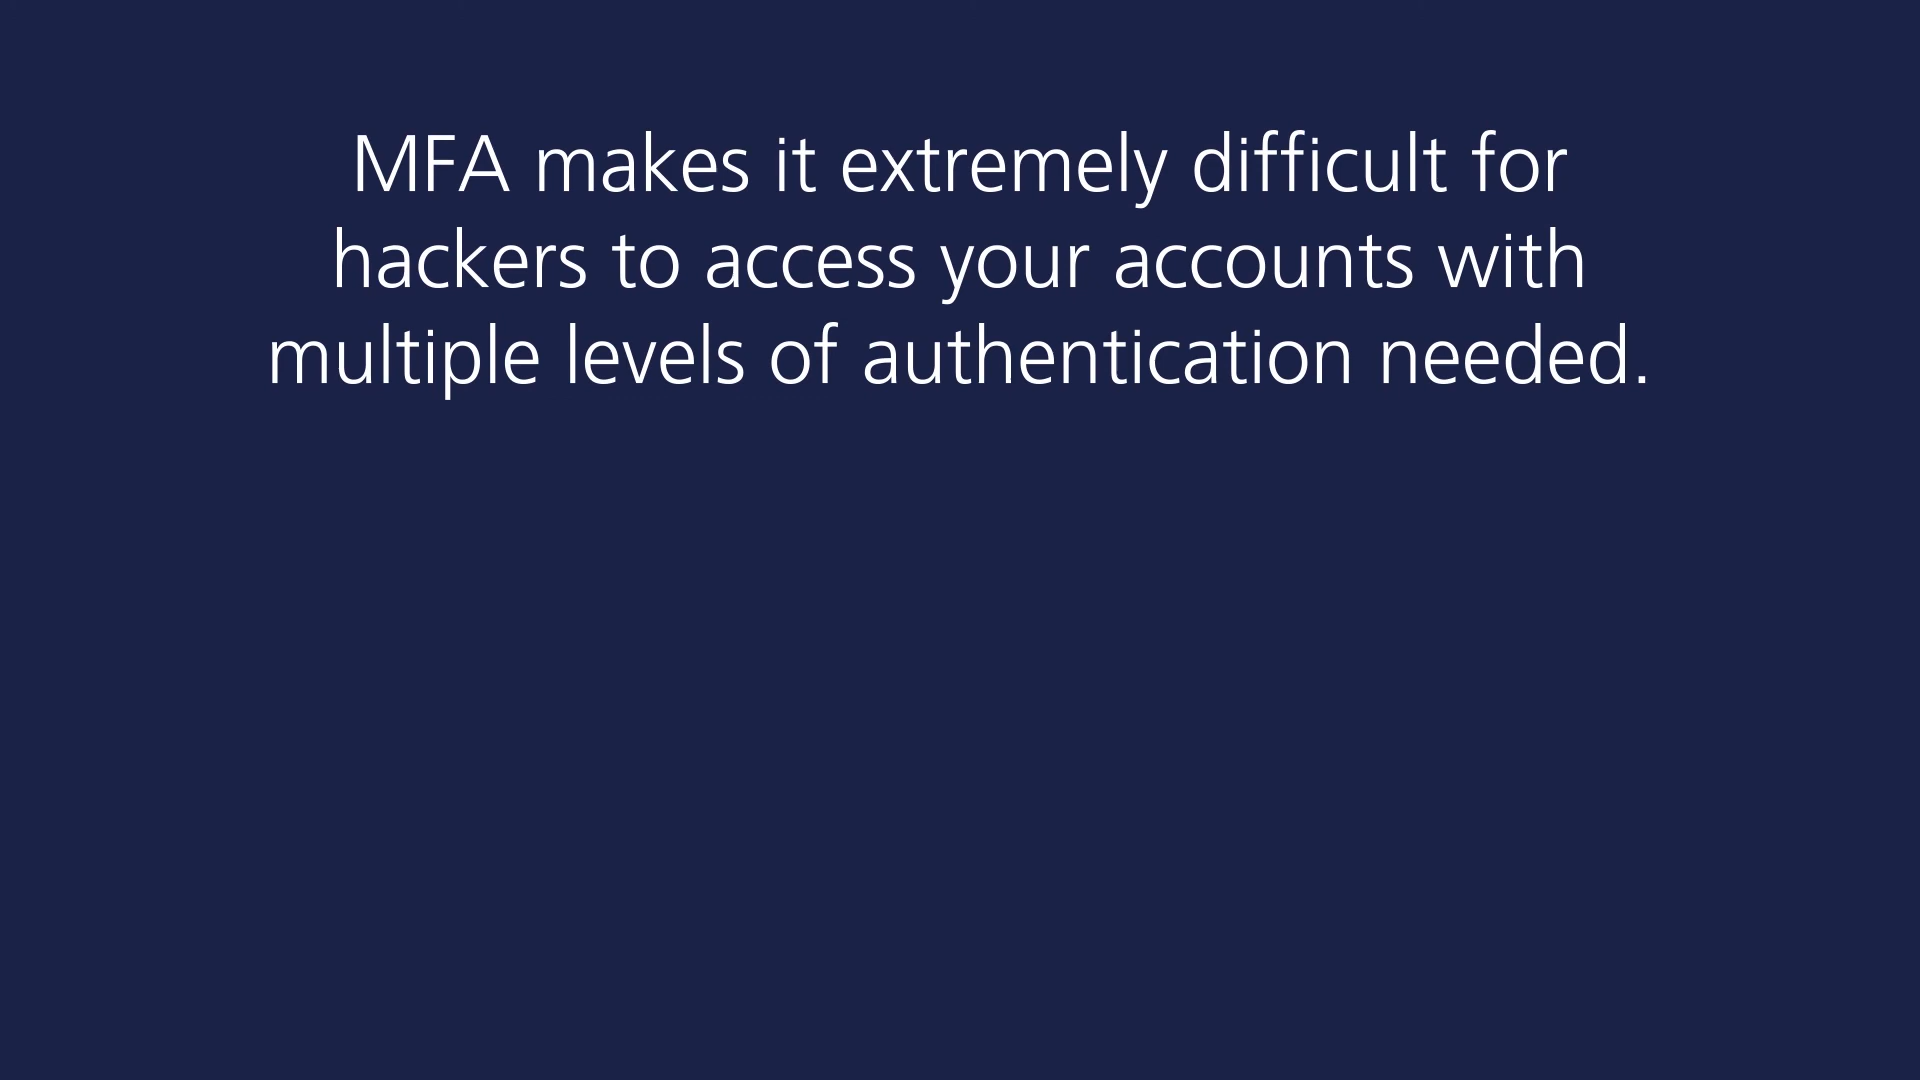 MFA makes it extremely difficult for
hackers to access your accounts with
multiple levels of authentication needed.